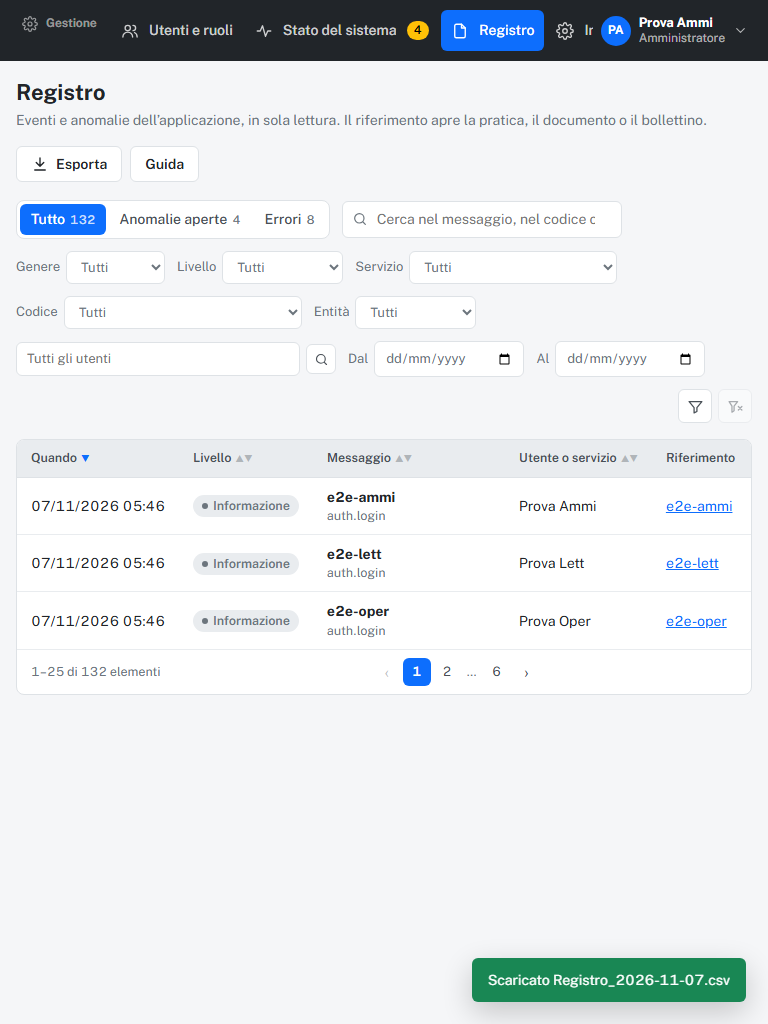 Gestione
Utenti e ruoli
Stato del sistema 4
Registro
Ir
PA
Prova Ammi
Amministratore
Registro
Eventi e anomalie dell'applicazione, in sola lettura. Il riferimento apre la pratica, il documento o il bollettino.
Esporta
Guida
Tutto 132
Anomalie aperte 4
Errori 8
Cerca nel messaggio, nel codice c
Genere Tutti
Livello Tutti
Servizio Tutti
Codice Tutti
Entità Tutti
Tutti gli utenti
Dal dd/mm/yyyy
Al dd/mm/yyyy
Quando ▼ Livello ▲▼ Messaggio ▲▼ Utente o servizio ▲▼ Riferimento
07/11/2026 05:46 Informazione e2e-ammi Prova Ammi e2e-ammi
auth.login
07/11/2026 05:46 Informazione e2e-lett Prova Lett e2e-lett
auth.login
07/11/2026 05:46 Informazione e2e-oper Prova Oper e2e-oper
auth.login
1–25 di 132 elementi ‹ 1 2 … 6 ›
Scaricato Registro_2026-11-07.csv